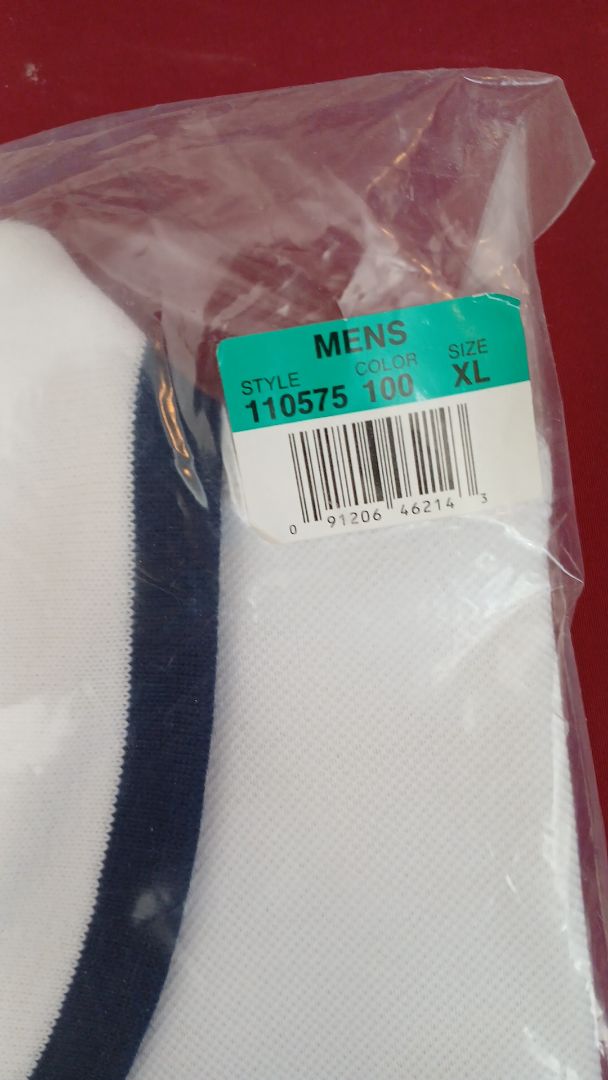 MENS
STYLE COLOR SIZE
110575 100 XL
0 91206 46214 3